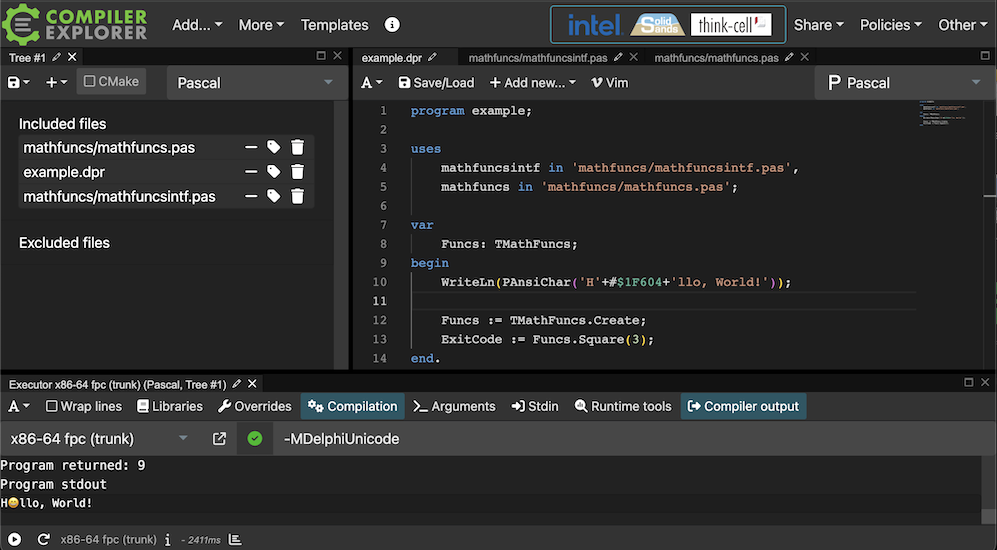 COMPILER EXPLORER
Add... More Templates
intel Solid Sands think-cell
Share Policies Other
Tree #1
CMake Pascal
Included files
mathfuncs/mathfuncs.pas
example.dpr
mathfuncs/mathfuncsintf.pas
Excluded files
example.dpr mathfuncs/mathfuncsintf.pas mathfuncs/mathfuncs.pas
A Save/Load + Add new... Vim Pascal
1 program example;
2
3 uses
4 mathfuncsintf in 'mathfuncs/mathfuncsintf.pas',
5 mathfuncs in 'mathfuncs/mathfuncs.pas';
6
7 var
8 Funcs: TMathFuncs;
9 begin
10 WriteLn(PAnsiChar('H'+#$1F604+'llo, World!'));
11
12 Funcs := TMathFuncs.Create;
13 ExitCode := Funcs.Square(3);
14 end.
Executor x86-64 fpc (trunk) (Pascal, Tree #1)
A Wrap lines Libraries Overrides Compilation Arguments Stdin Runtime tools Compiler output
x86-64 fpc (trunk) -MDelphiUnicode
Program returned: 9
Program stdout
H😄llo, World!
x86-64 fpc (trunk) i - 2411ms